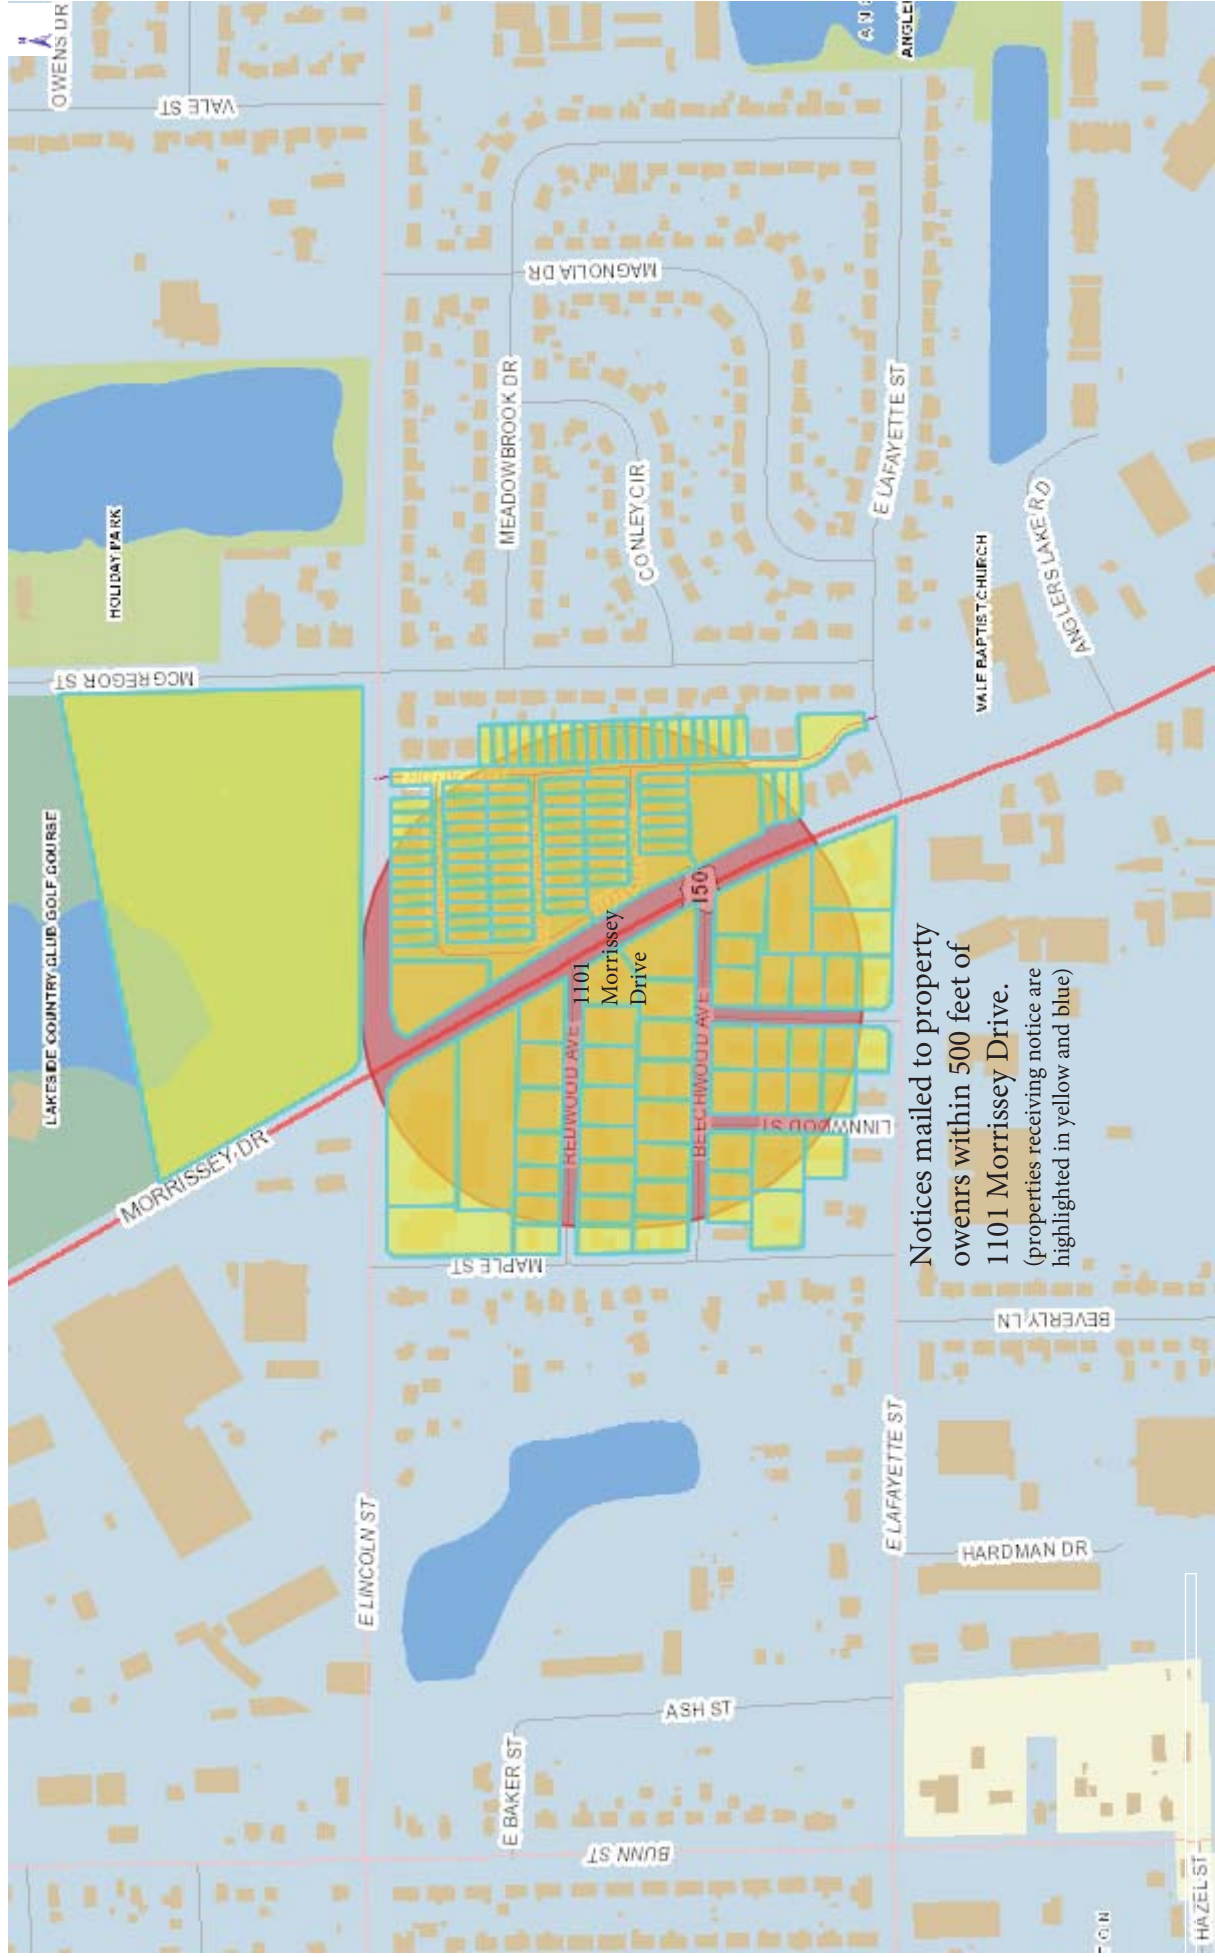 N
OWENS DR
VALE ST
HOLIDAY PARK
MCGREGOR ST
LAKESIDE COUNTRY CLUB GOLF COURSE
MORRISSEY DR
E LINCOLN ST
MAGNOLIA DR
MEADOWBROOK DR
CONLEY CIR
E LAFAYETTE ST
VALE BAPTIST CHURCH
ANGLERS LAKE RD
150
1101
Morrissey
Drive
REDWOOD AVE
BEECHWOOD AVE
LINNWOOD ST
MAPLE ST
Notices mailed to property
owenrs within 500 feet of
1101 Morrissey Drive.
(properties receiving notice are
highlighted in yellow and blue)
BEVERLY LN
E LAFAYETTE ST
HARDMAN DR
ASH ST
E BAKER ST
BUNN ST
HAZEL ST